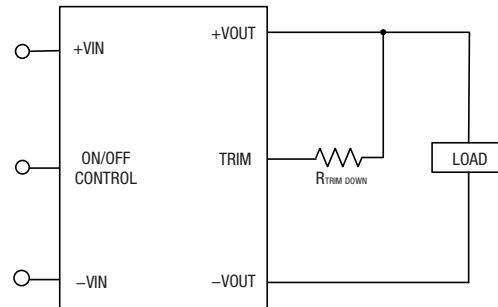 +VIN
+VOUT
ON/OFF
CONTROL
TRIM
RTRIM DOWN
LOAD
–VIN
–VOUT